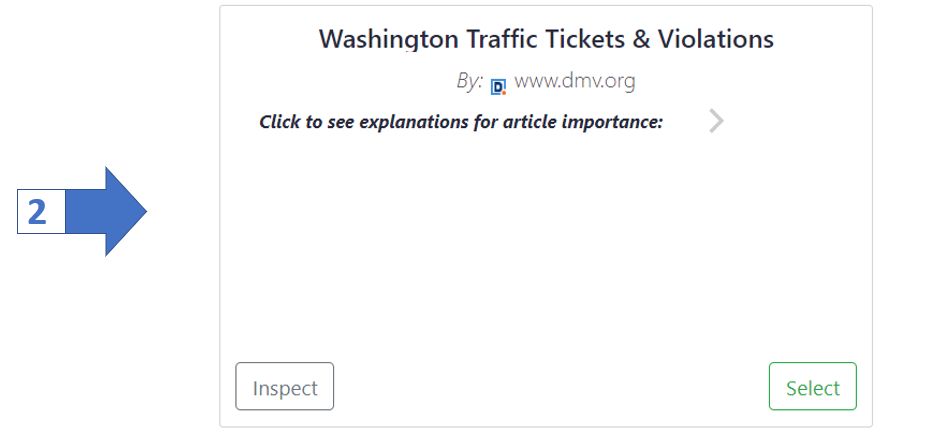 Washington Traffic Tickets & Violations
By: D www.dmv.org
Click to see explanations for article importance:
2
Inspect
Select